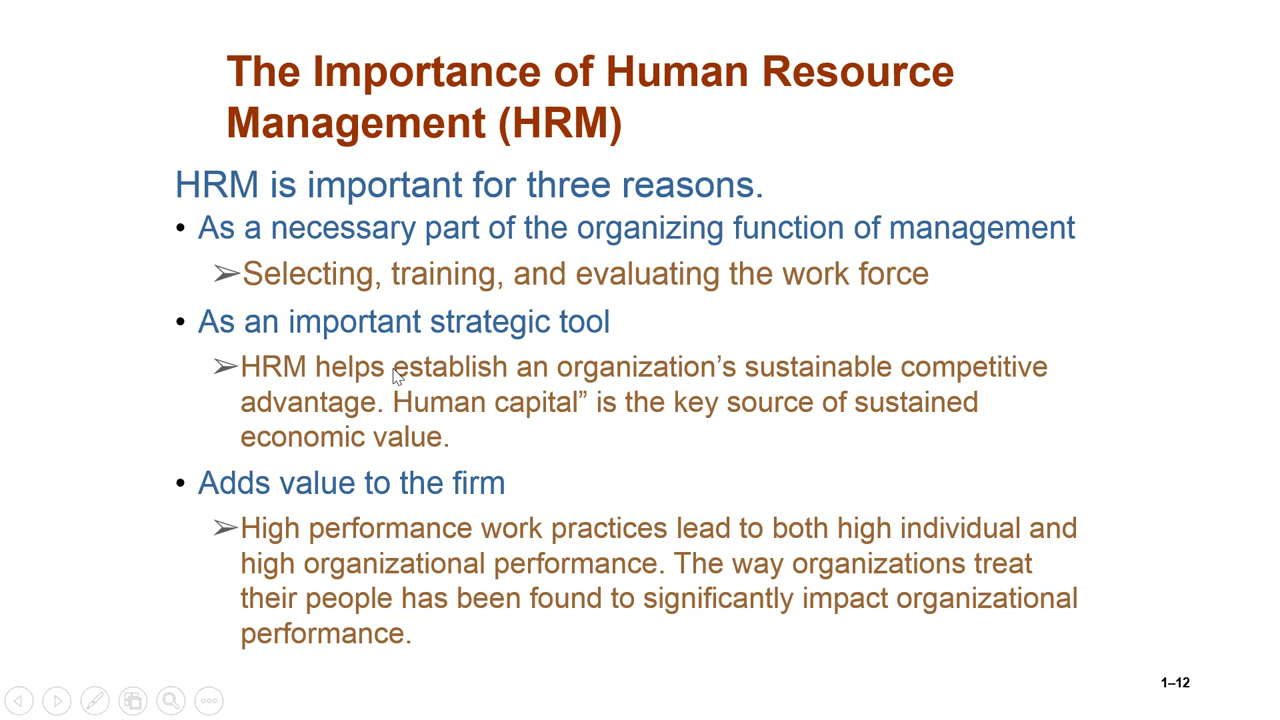 The Importance of Human Resource
Management (HRM)
HRM is important for three reasons.
• As a necessary part of the organizing function of management
➢Selecting, training, and evaluating the work force
• As an important strategic tool
➢HRM helps establish an organization’s sustainable competitive
advantage. Human capital” is the key source of sustained
economic value.
• Adds value to the firm
➢High performance work practices lead to both high individual and
high organizational performance. The way organizations treat
their people has been found to significantly impact organizational
performance.
1–12